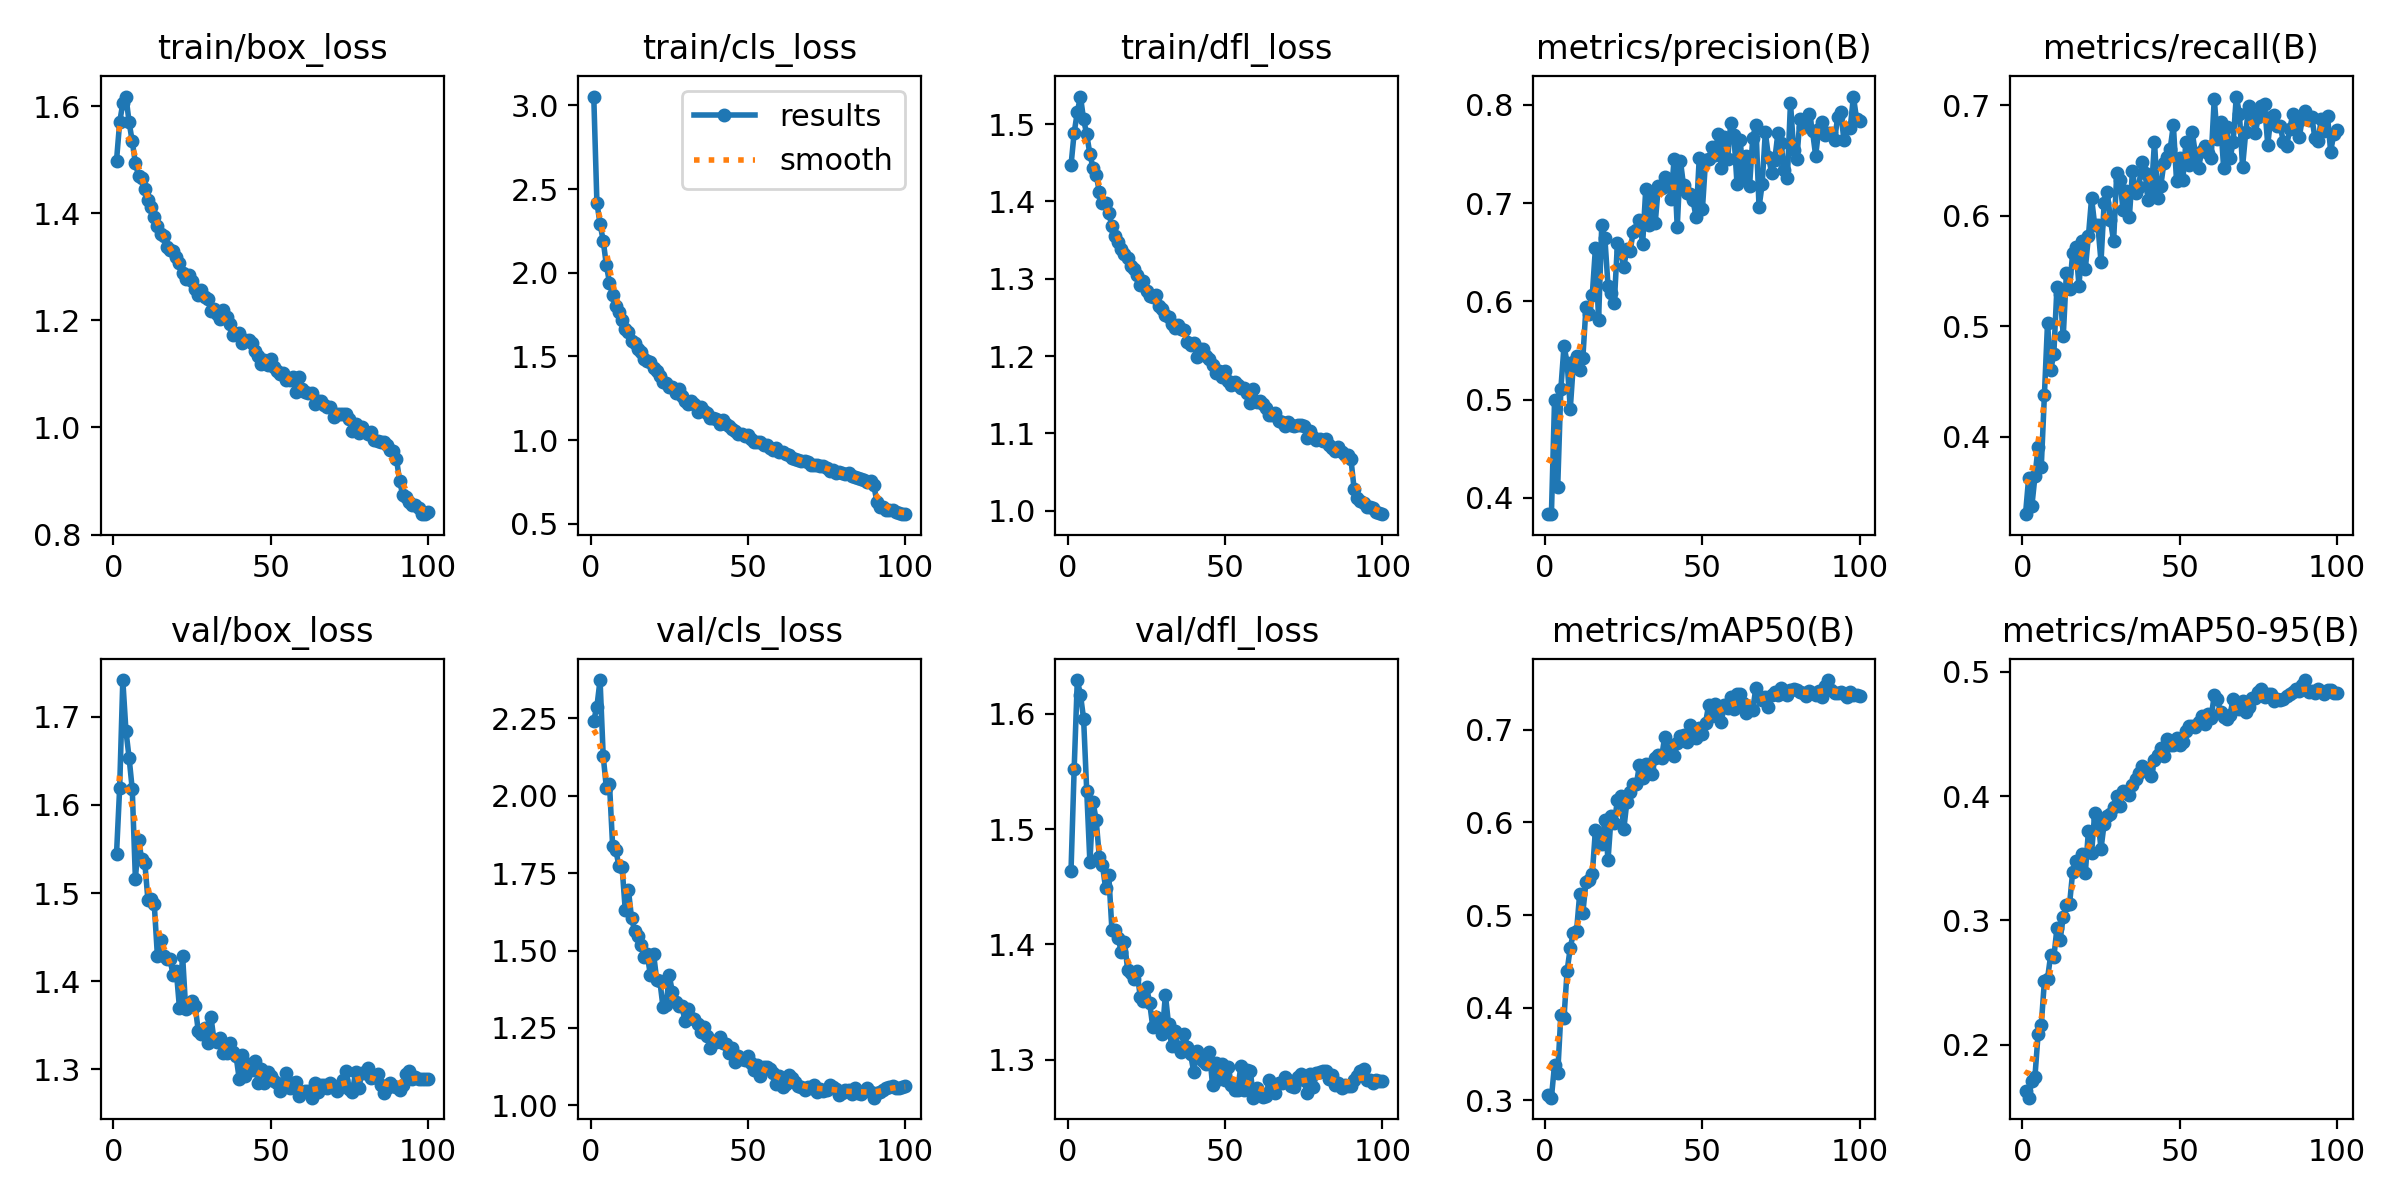 train/box_loss
train/cls_loss
train/dfl_loss
metrics/precision(B)
metrics/recall(B)
1.6
1.4
1.2
1.0
0.8
0 50 100
3.0
2.5
2.0
1.5
1.0
0.5
0 50 100
results
smooth
1.5
1.4
1.3
1.2
1.1
1.0
0 50 100
0.8
0.7
0.6
0.5
0.4
0 50 100
0.7
0.6
0.5
0.4
0 50 100
val/box_loss
val/cls_loss
val/dfl_loss
metrics/mAP50(B)
metrics/mAP50-95(B)
1.7
1.6
1.5
1.4
1.3
0 50 100
2.25
2.00
1.75
1.50
1.25
1.00
0 50 100
1.6
1.5
1.4
1.3
0 50 100
0.7
0.6
0.5
0.4
0.3
0 50 100
0.5
0.4
0.3
0.2
0 50 100